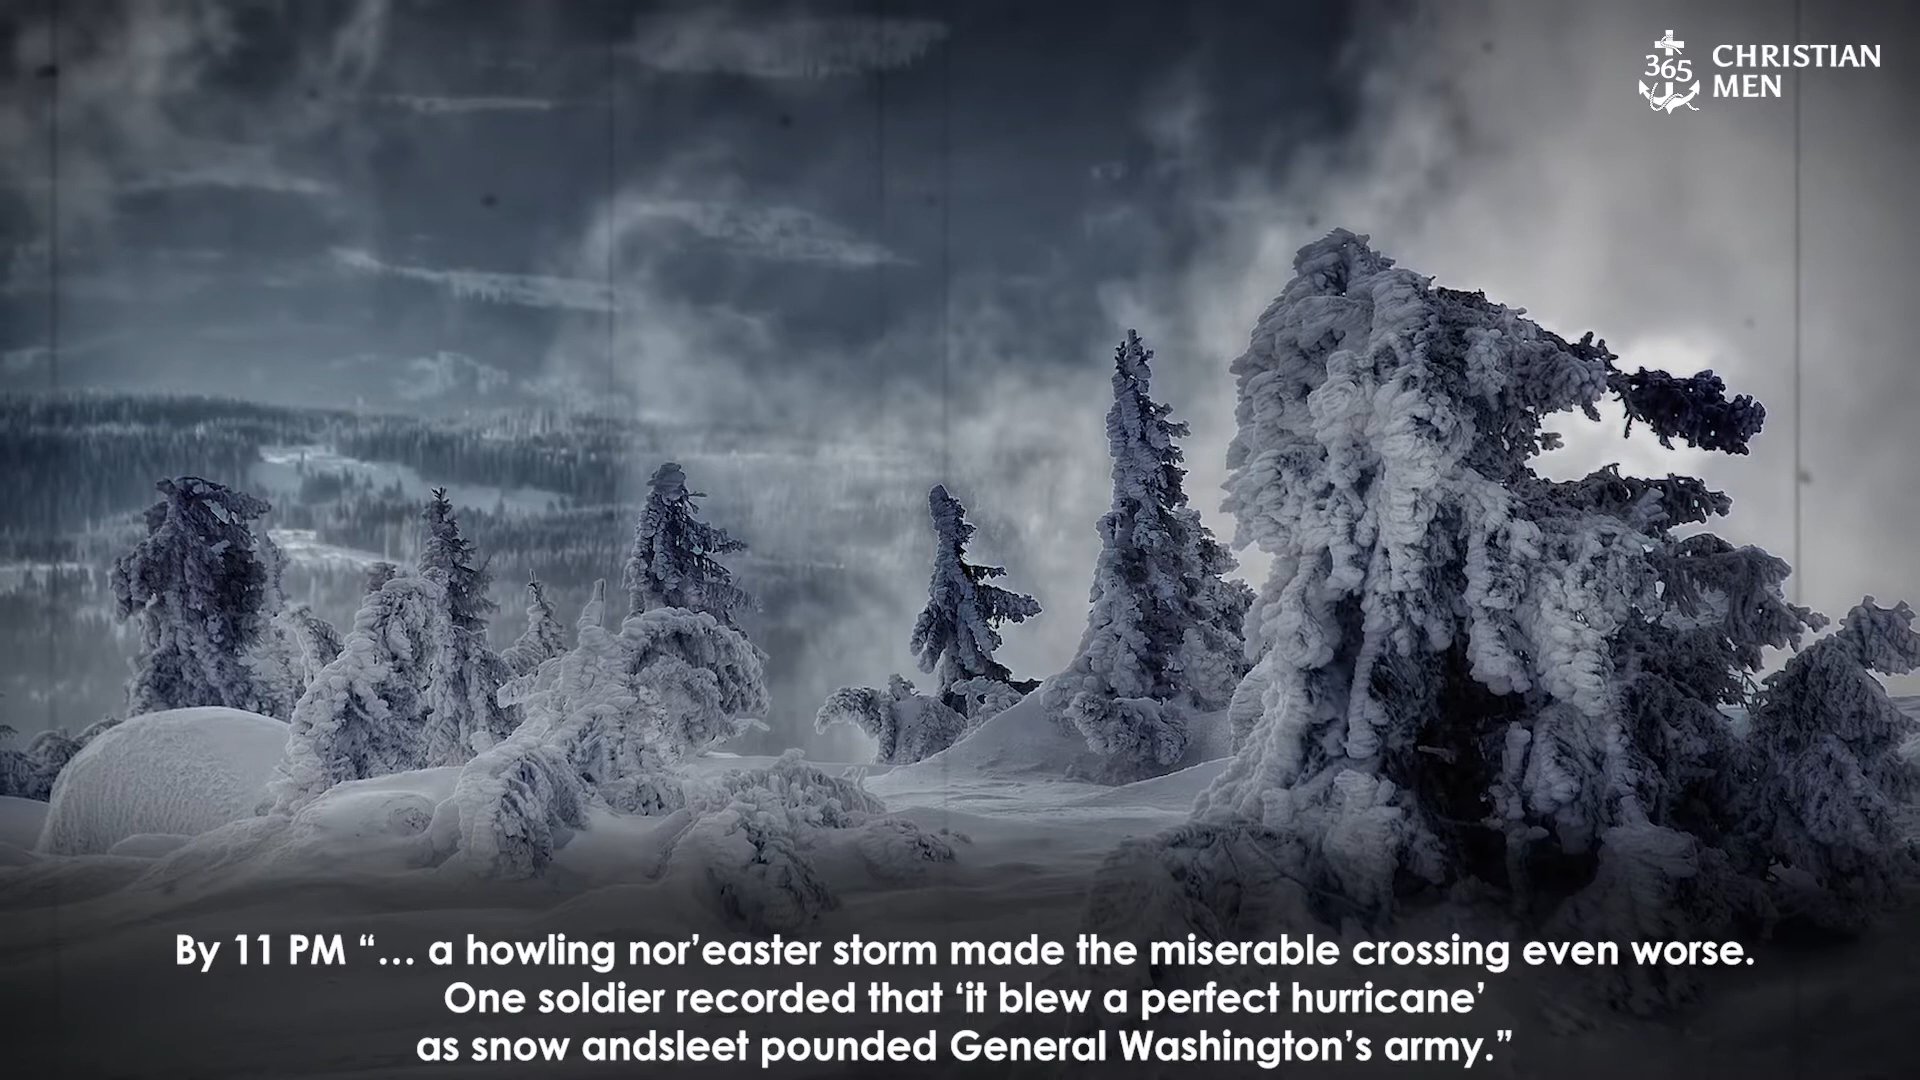 365
CHRISTIAN
MEN
By 11 PM “... a howling nor’easter storm made the miserable crossing even worse.
One soldier recorded that ‘it blew a perfect hurricane’
as snow andsleet pounded General Washington’s army.”